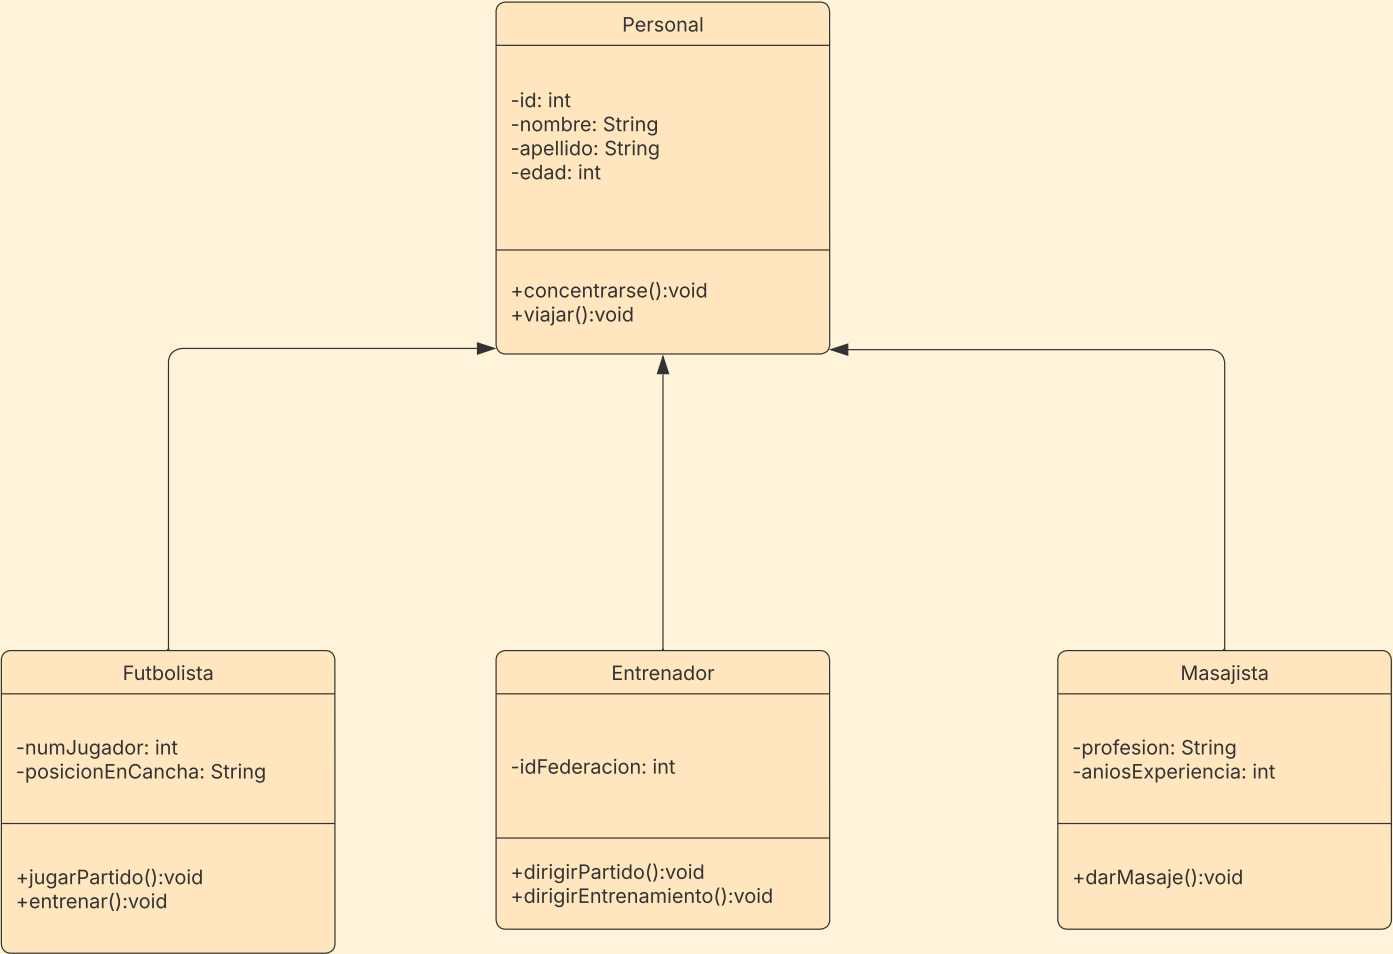 Personal
-id: int
-nombre: String
-apellido: String
-edad: int
+concentrarse():void
+viajar():void
Futbolista
-numJugador: int
-posicionEnCancha: String
+jugarPartido():void
+entrenar():void
Entrenador
-idFederacion: int
+dirigirPartido():void
+dirigirEntrenamiento():void
Masajista
-profesion: String
-aniosExperiencia: int
+darMasaje():void